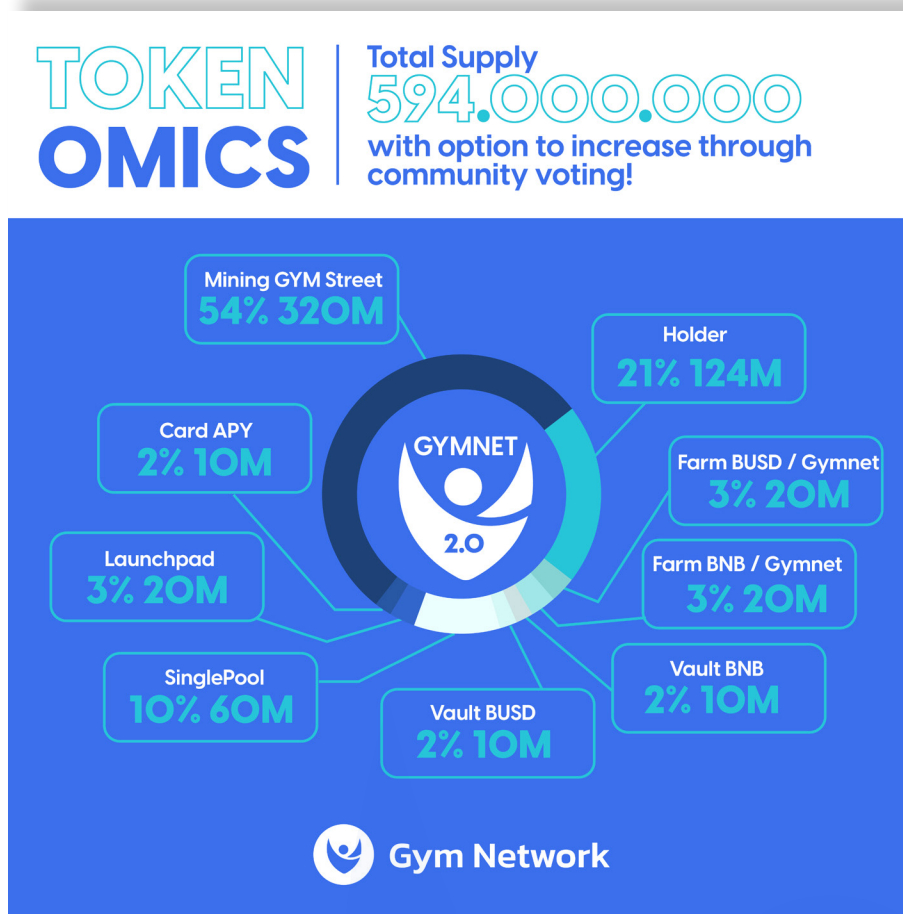 TOKEN
OMICS
Total Supply
594.000.000
with option to increase through
community voting!
Mining GYM Street
54% 320M
Holder
21% 124M
Card APY
2% 10M
Farm BUSD / Gymnet
3% 20M
Launchpad
3% 20M
Farm BNB / Gymnet
3% 20M
SinglePool
10% 60M
Vault BNB
2% 10M
Vault BUSD
2% 10M
GYMNET
2.0
Gym Network